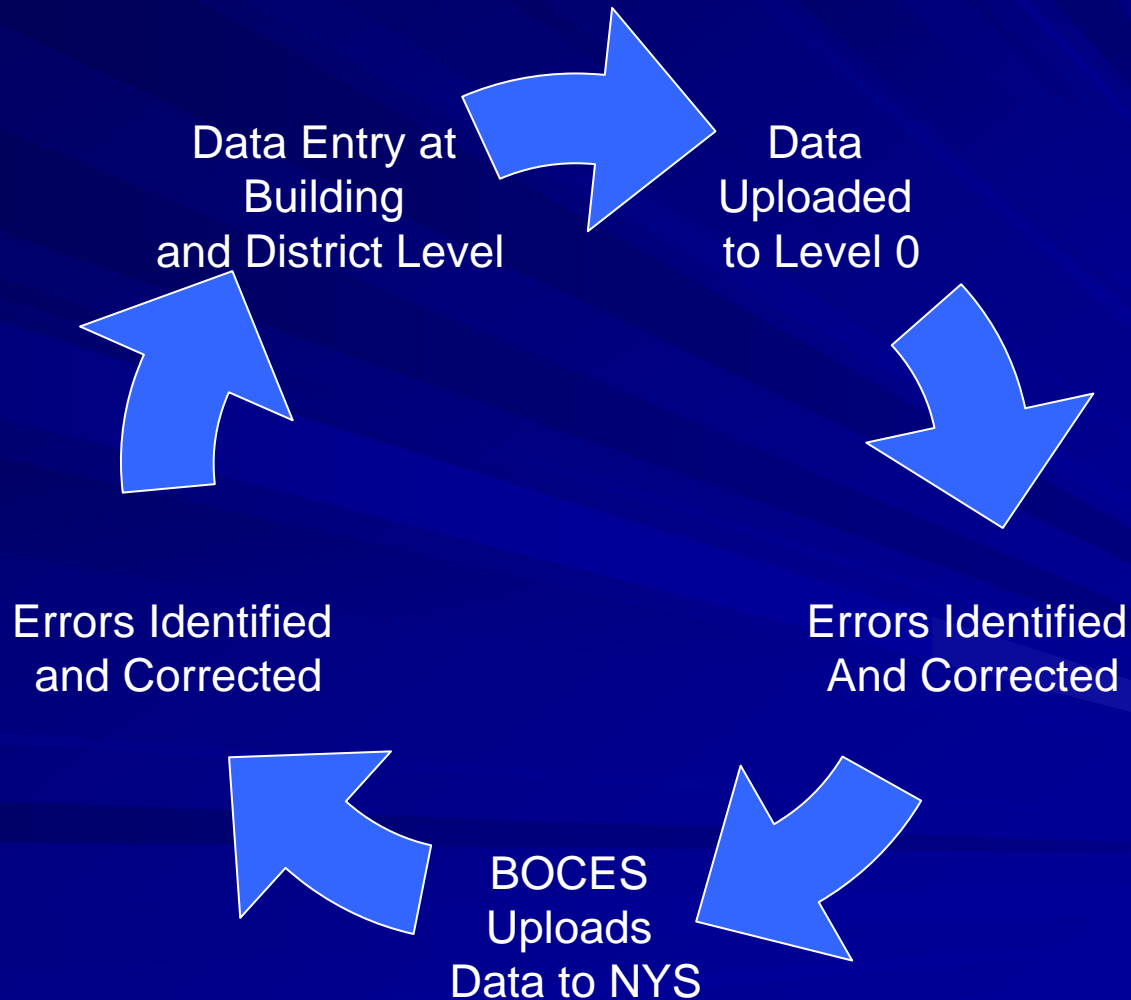 Data Entry at
Building
and District Level
Data
Uploaded
to Level 0
Errors Identified
And Corrected
BOCES
Uploads
Data to NYS
Errors Identified
and Corrected